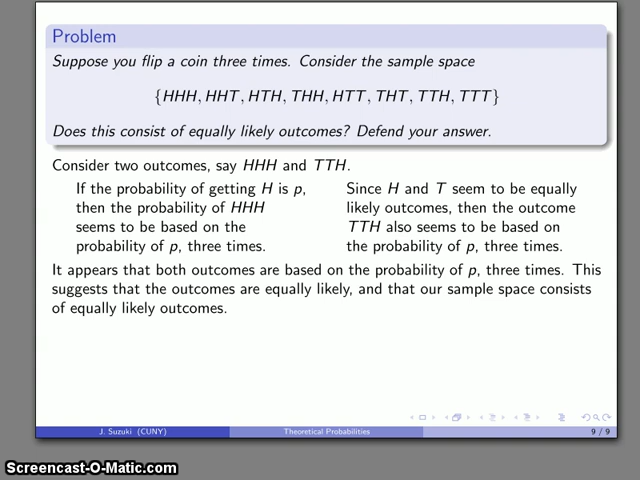 Problem
Suppose you flip a coin three times. Consider the sample space
{HHH, HHT, HTH, THH, HTT, THT, TTH, TTT}
Does this consist of equally likely outcomes? Defend your answer.
Consider two outcomes, say HHH and TTH.
If the probability of getting H is p,
then the probability of HHH
seems to be based on the
probability of p, three times.
Since H and T seem to be equally
likely outcomes, then the outcome
TTH also seems to be based on
the probability of p, three times.
It appears that both outcomes are based on the probability of p, three times. This
suggests that the outcomes are equally likely, and that our sample space consists
of equally likely outcomes.
J. Suzuki (CUNY)
Theoretical Probabilities
9 / 9
Screencast-O-Matic.com